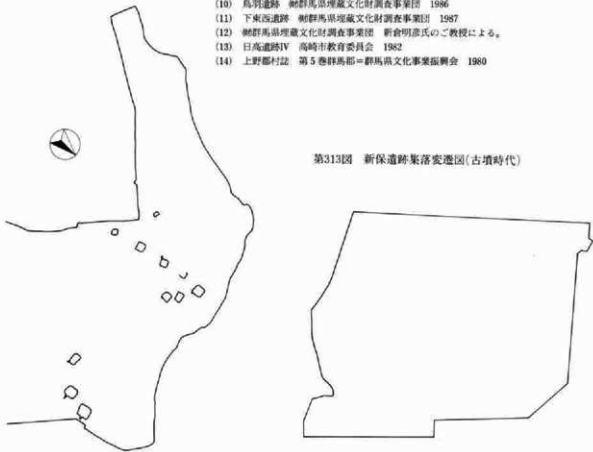 (10) 鳥羽遺跡 ㈶群馬県埋蔵文化財調査事業団 1986
(11) 下東西遺跡 ㈶群馬県埋蔵文化財調査事業団 1987
(12) ㈶群馬県埋蔵文化財調査事業団 新倉明彦氏のご教授による。
(13) 日高遺跡Ⅳ 高崎市教育委員会 1982
(14) 上野郡村誌 第5巻群馬郡=群馬県文化事業振興会 1980
第313図 新保遺跡集落変遷図(古墳時代)